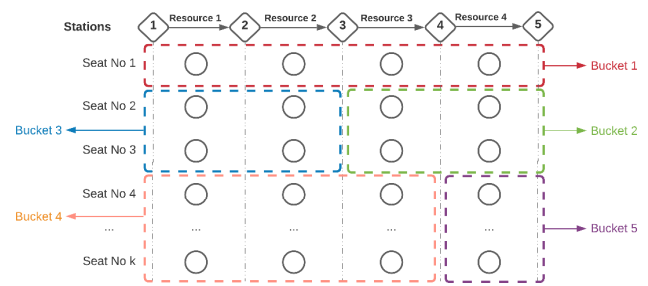 Stations 1 Resource 1 2 Resource 2 3 Resource 3 4 Resource 4 5
Seat No 1 Bucket 1
Seat No 2
Bucket 3 Bucket 2
Seat No 3
Seat No 4
Bucket 4
... ... ... ... ... Bucket 5
Seat No k